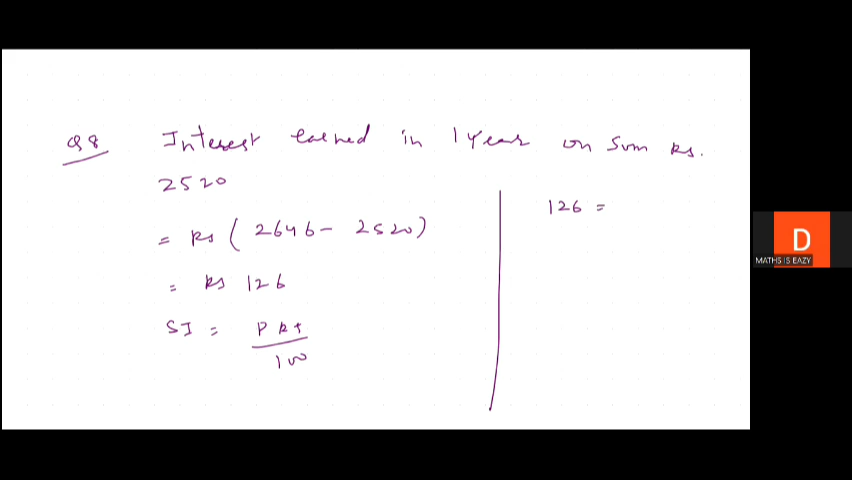 Q8 Interest earned in 1 Year on Sum Rs.
2520
= Rs ( 2646 - 2520)
= Rs 126
SI = P R t
100
126 =
D
MATHS IS EAZY